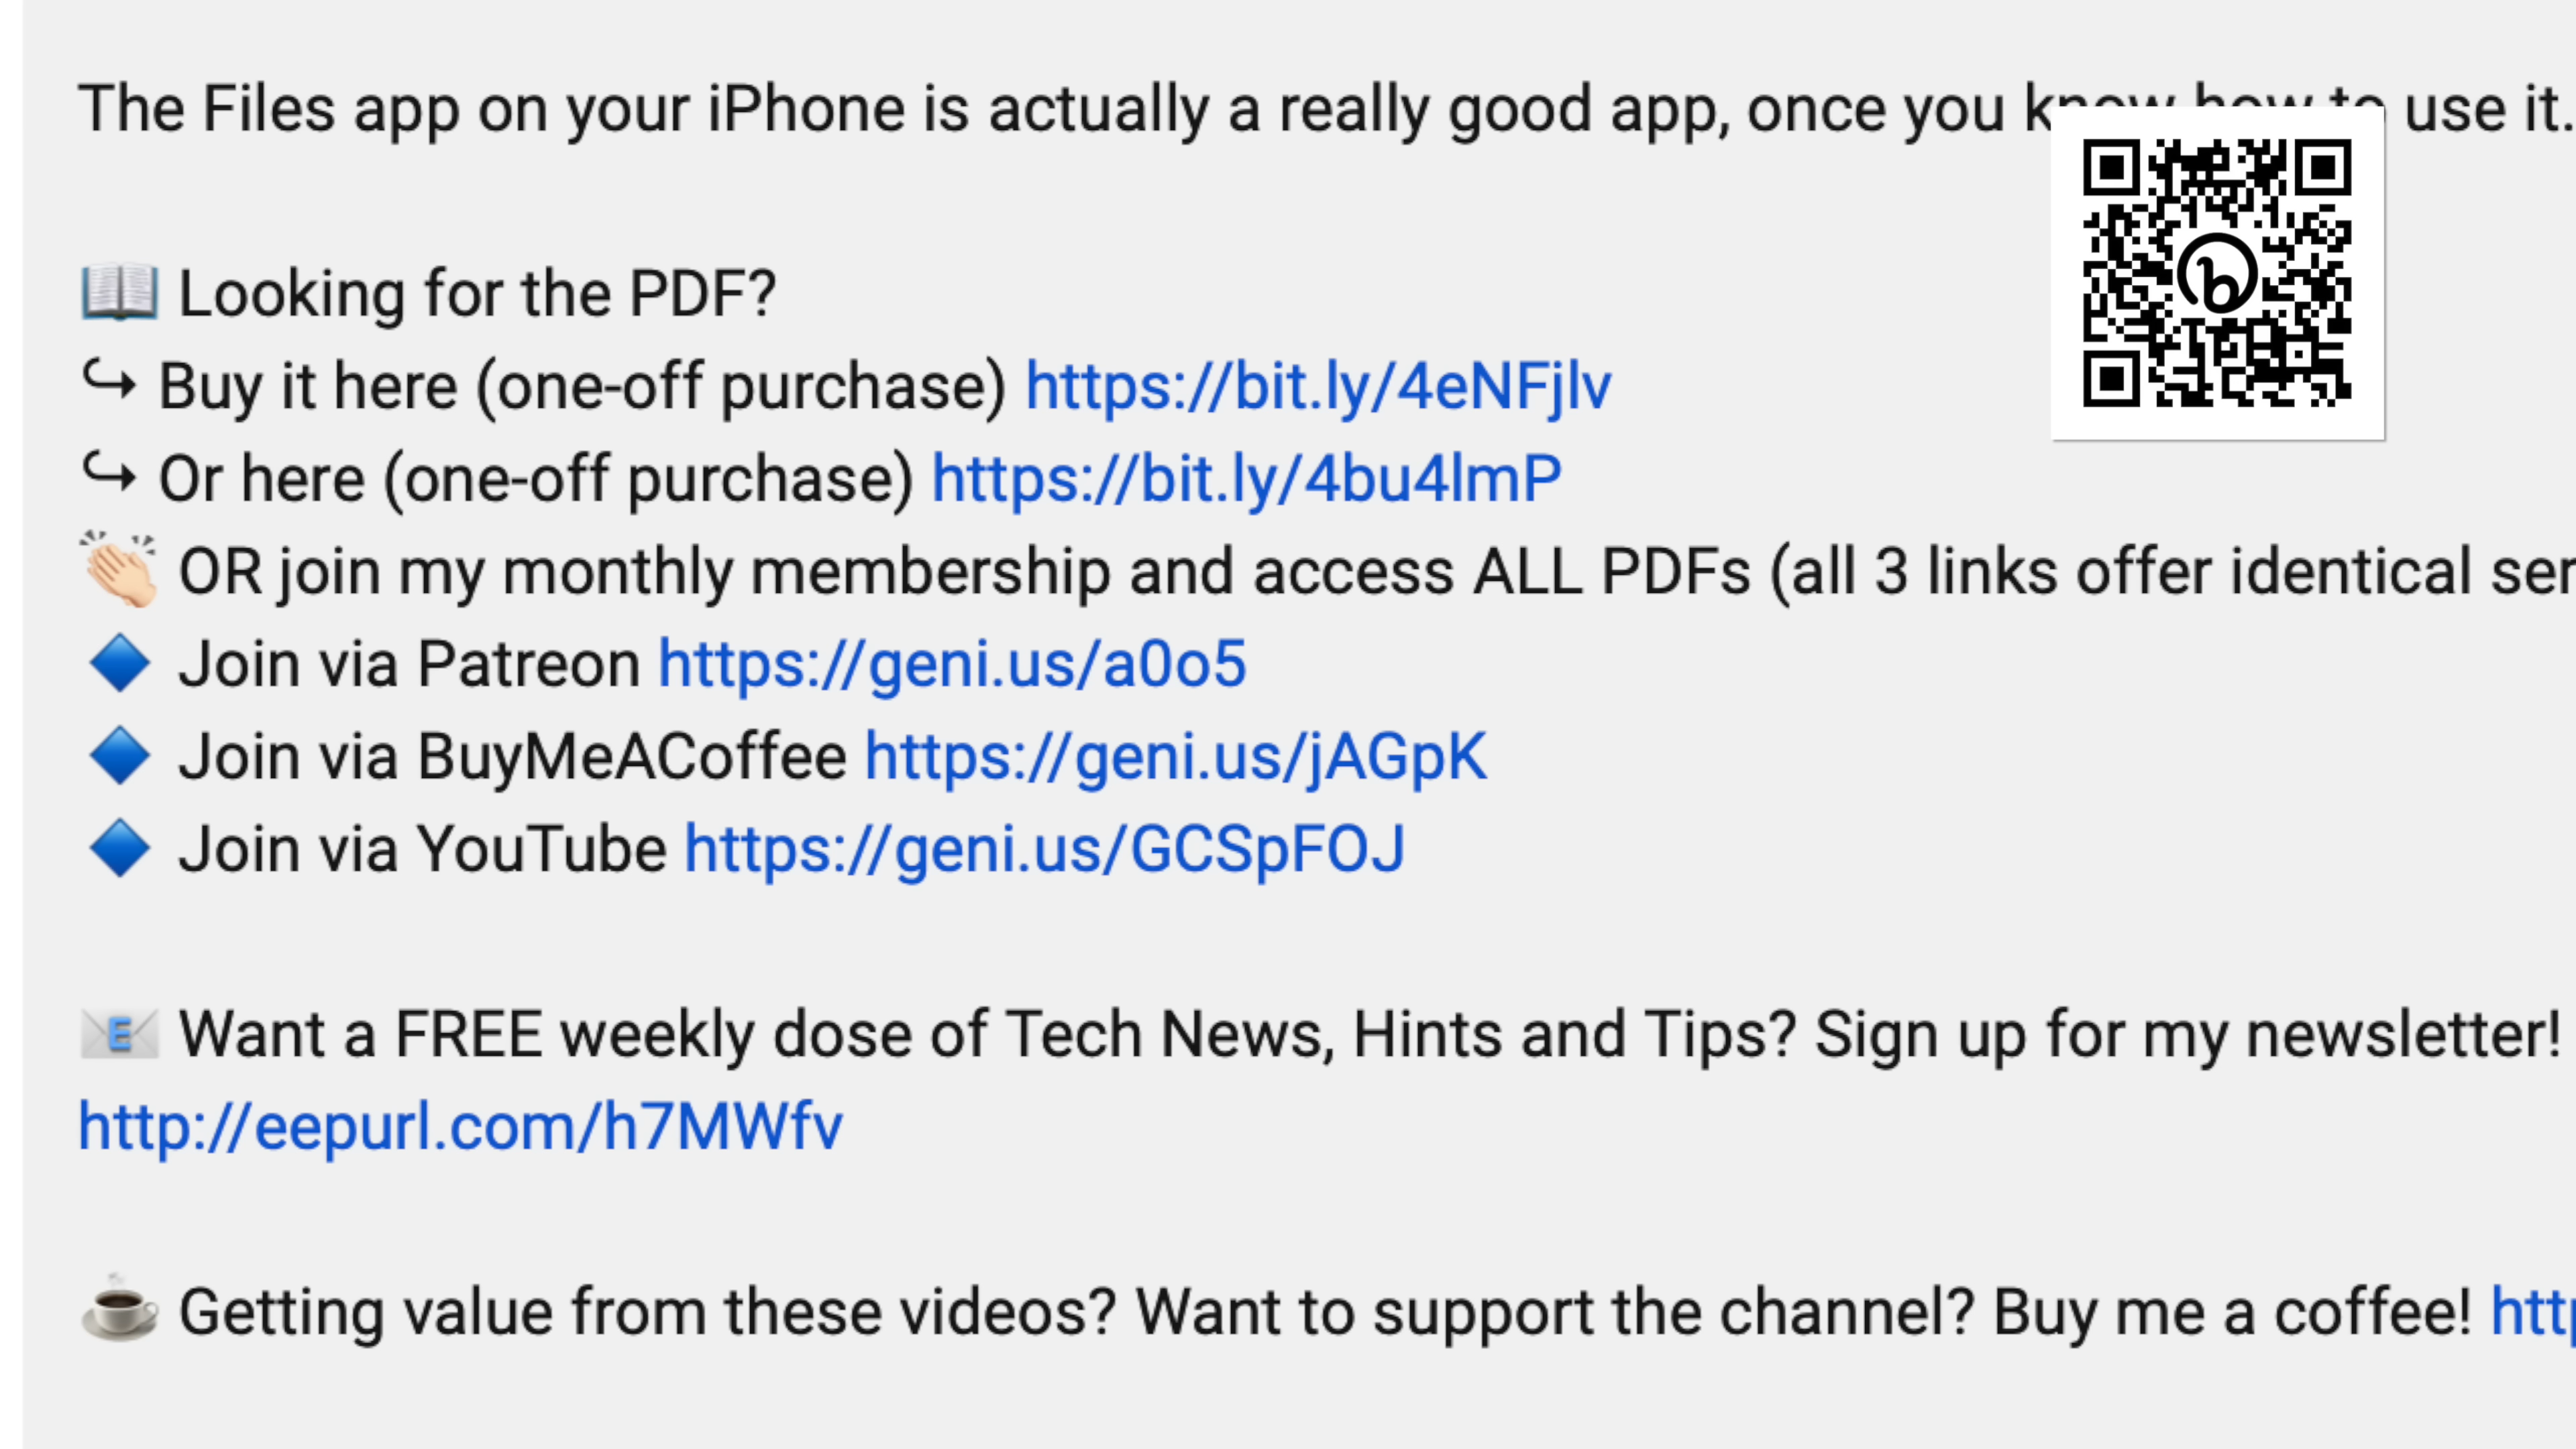 The Files app on your iPhone is actually a really good app, once you know how to use it.
📖 Looking for the PDF?
↪ Buy it here (one-off purchase) https://bit.ly/4eNFjlv
↪ Or here (one-off purchase) https://bit.ly/4bu4lmP
👏🏻 OR join my monthly membership and access ALL PDFs (all 3 links offer identical ser
🔷 Join via Patreon https://geni.us/a0o5
🔷 Join via BuyMeACoffee https://geni.us/jAGpK
🔷 Join via YouTube https://geni.us/GCSpFOJ
📧 Want a FREE weekly dose of Tech News, Hints and Tips? Sign up for my newsletter!
http://eepurl.com/h7MWfv
☕ Getting value from these videos? Want to support the channel? Buy me a coffee! http